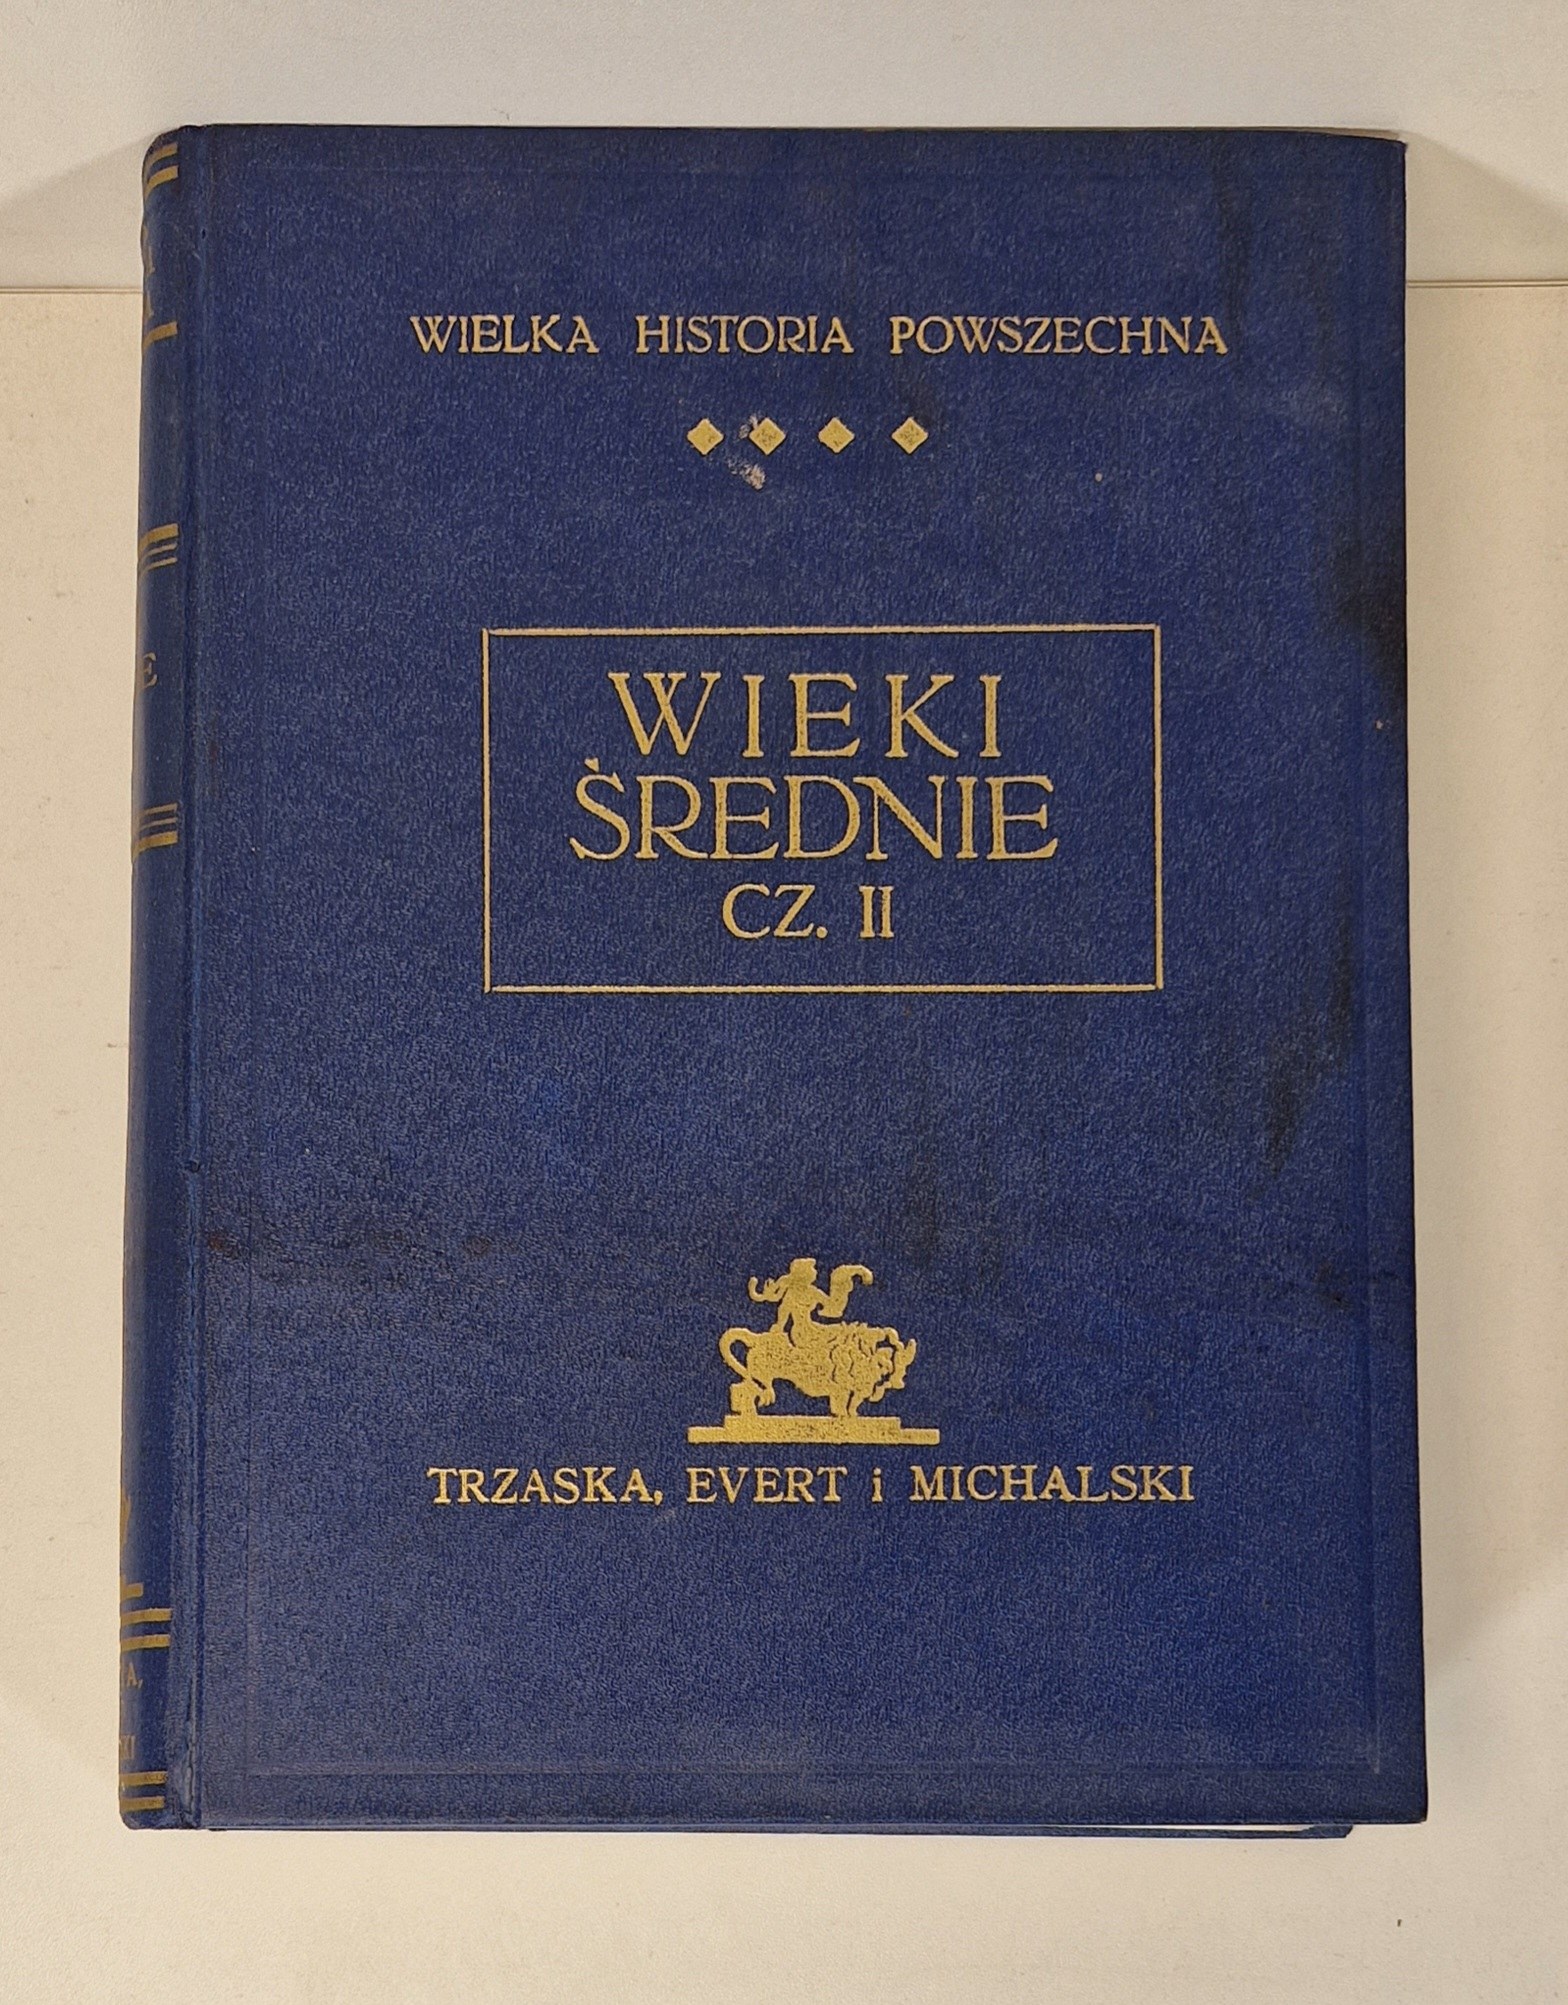 WIELKA HISTORIA POWSZECHNA
WIEKI
ŚREDNIE
CZ. II
TRZASKA, EVERT i MICHALSKI